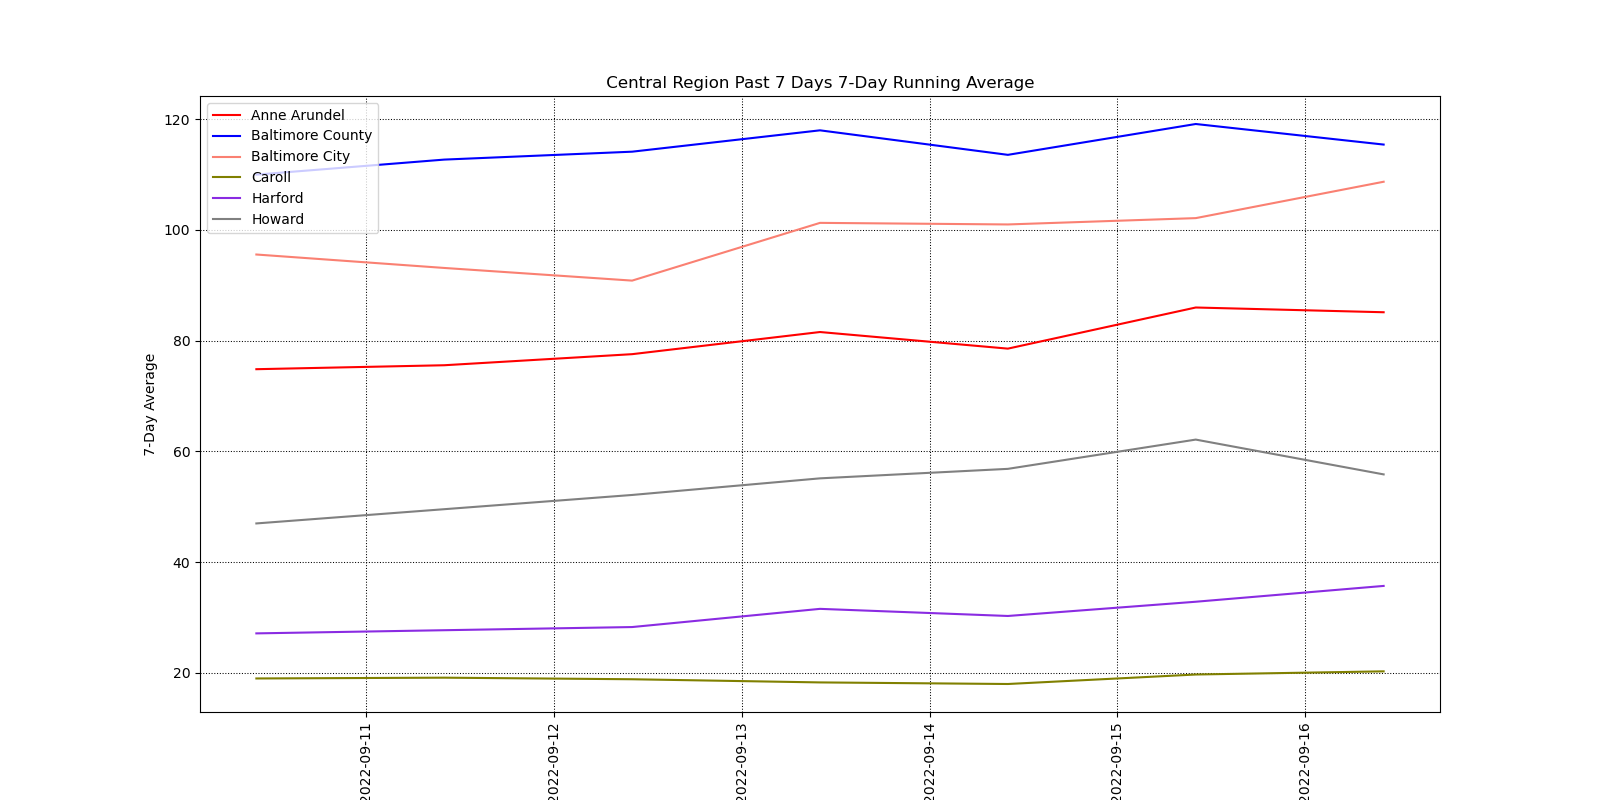 Central Region Past 7 Days 7-Day Running Average
Anne Arundel
Baltimore County
Baltimore City
Caroll
Harford
Howard
120
100
80
60
40
20
7-Day Average
2022-09-11
2022-09-12
2022-09-13
2022-09-14
2022-09-15
2022-09-16